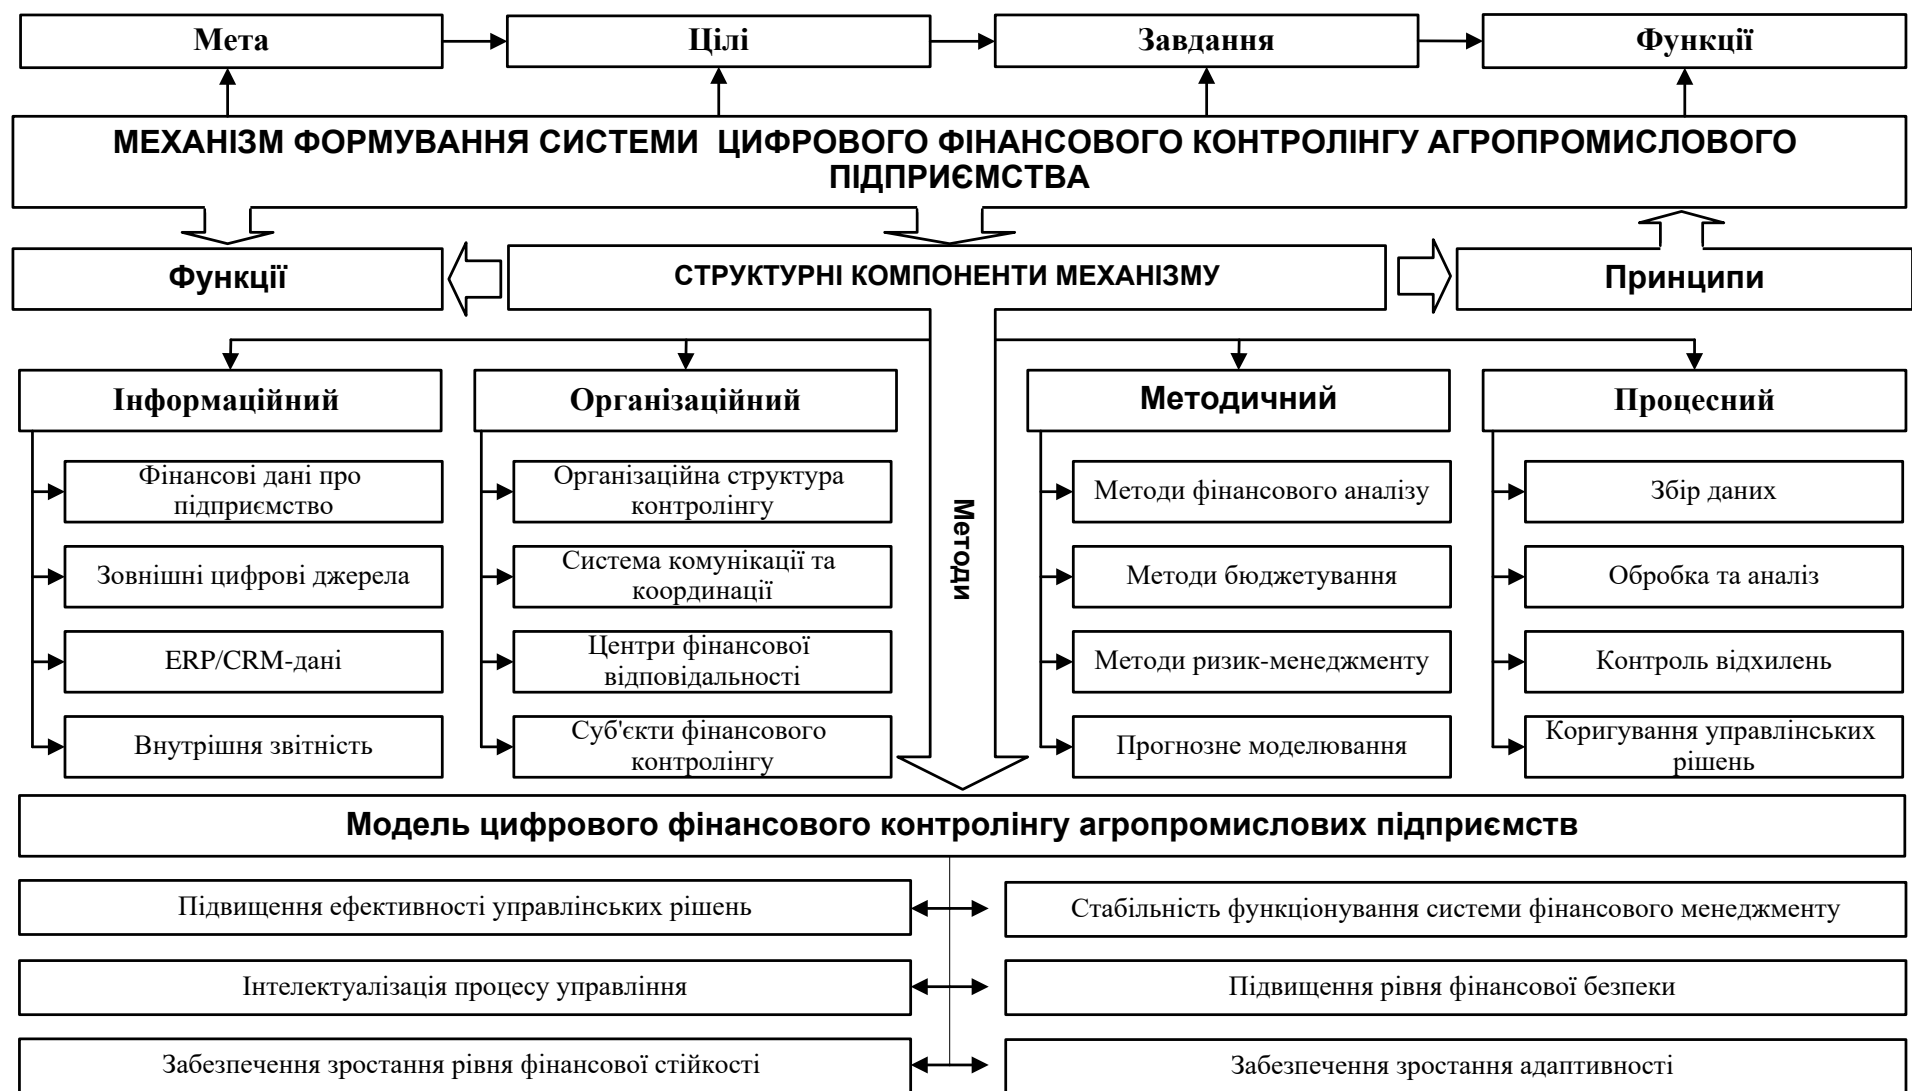 Мета
Цілі
Завдання
Функції
МЕХАНІЗМ ФОРМУВАННЯ СИСТЕМИ ЦИФРОВОГО ФІНАНСОВОГО КОНТРОЛІНГУ АГРОПРОМИСЛОВОГО
ПІДПРИЄМСТВА
Функції
СТРУКТУРНІ КОМПОНЕНТИ МЕХАНІЗМУ
Принципи
Інформаційний
Фінансові дані про
підприємство
Зовнішні цифрові джерела
ERP/CRM-дані
Внутрішня звітність
Організаційний
Організаційна структура
контролінгу
Система комунікації та
координації
Центри фінансової
відповідальності
Суб'єкти фінансового
контролінгу
Методи
Методичний
Методи фінансового аналізу
Методи бюджетування
Методи ризик-менеджменту
Прогнозне моделювання
Процесний
Збір даних
Обробка та аналіз
Контроль відхилень
Коригування управлінських
рішень
Модель цифрового фінансового контролінгу агропромислових підприємств
Підвищення ефективності управлінських рішень
Стабільність функціонування системи фінансового менеджменту
Інтелектуалізація процесу управління
Підвищення рівня фінансової безпеки
Забезпечення зростання рівня фінансової стійкості
Забезпечення зростання адаптивності